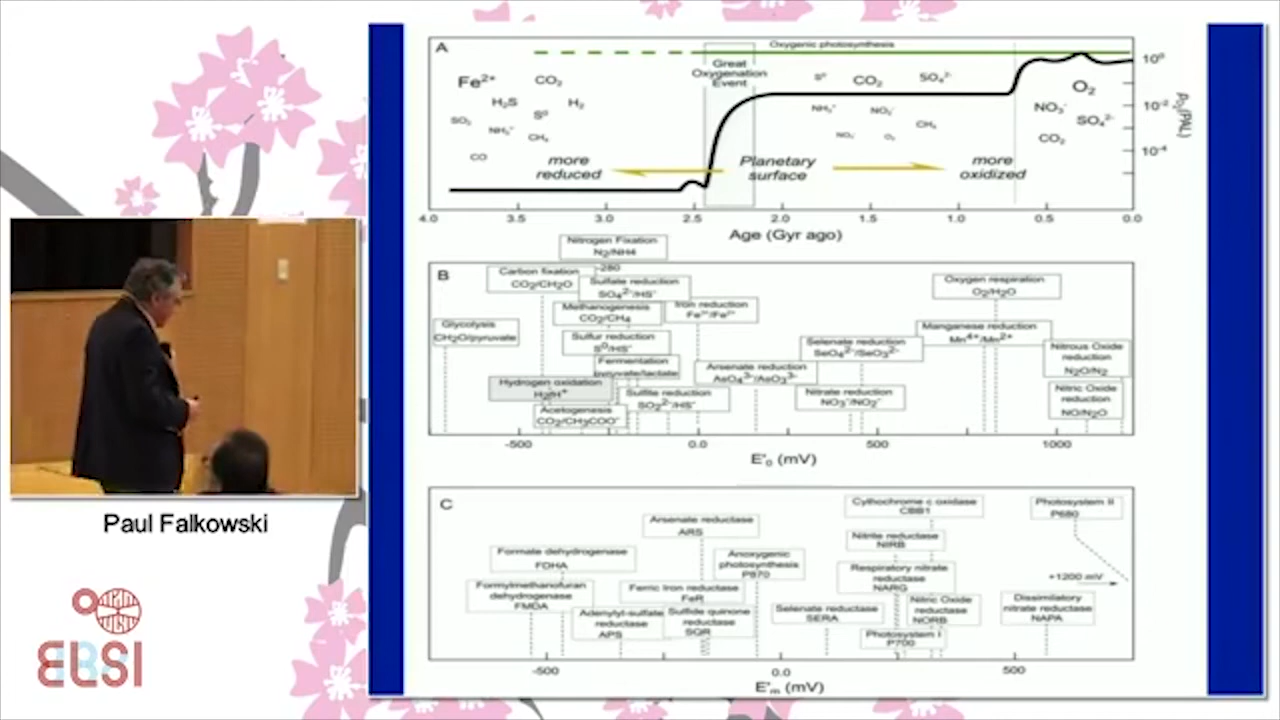 A
Oxygenic photosynthesis
10⁰
Great
Oxygenation
Event
Fe²⁺
CO₂
H₂S
H₂
S⁰
SO₂
NH₄⁺
CH₄
CO
S⁰
CO₂
SO₄²⁻
NH₄⁺
NO₃⁻
CH₄
O₂
NO₃⁻
SO₄²⁻
CO₂
10⁻²
10⁻⁴
pO₂(PAL)
more
reduced
Planetary
surface
more
oxidized
4.0 3.5 3.0 2.5 2.0 1.5 1.0 0.5 0.0
Age (Gyr ago)
B
Nitrogen Fixation
N₂/NH4
-280
Carbon fixation
CO₂/CH₂O
Sulfate reduction
SO₄²⁻/HS⁻
Methanogenesis
CO₂/CH₄
Iron reduction
Fe³⁺/Fe²⁺
Oxygen respiration
O₂/H₂O
Glycolysis
CH₂O/pyruvate
Sulfur reduction
S⁰/HS⁻
Manganese reduction
Mn⁴⁺/Mn²⁺
Selenate reduction
SeO₄²⁻/SeO₃²⁻
Nitrous Oxide
reduction
N₂O/N₂
Fermentation
pyruvate/lactate
Arsenate reduction
AsO₄³⁻/AsO₃³⁻
Hydrogen oxidation
H₂/H⁺
Sulfite reduction
SO₂²⁻/HS⁻
Nitrate reduction
NO₃⁻/NO₂⁻
Nitric Oxide
reduction
NO/N₂O
Acetogenesis
CO₂/CH₃COO⁻
-500 0.0 500 1000
E'₀ (mV)
C
Cythochrome c oxidase
CBB1
Photosystem II
P680
Arsenate reductase
ARS
Nitrite reductase
NIRB
Formate dehydrogenase
FDHA
Anoxygenic
photosynthesis
P870
Respiratory nitrate
reductase
NARG
+1200 mV
Formylmethanofuran
dehydrogenase
FMDA
Ferric Iron reductase
FeR
Adenylyl-sulfate
reductase
APS
Sulfide quinone
reductase
SQR
Selenate reductase
SERA
Nitric Oxide
reductase
NORB
Dissimilatory
nitrate reductase
NAPA
Photosystem I
P700
-500 0.0 500
E'ₘ (mV)
Paul Falkowski
ELSI